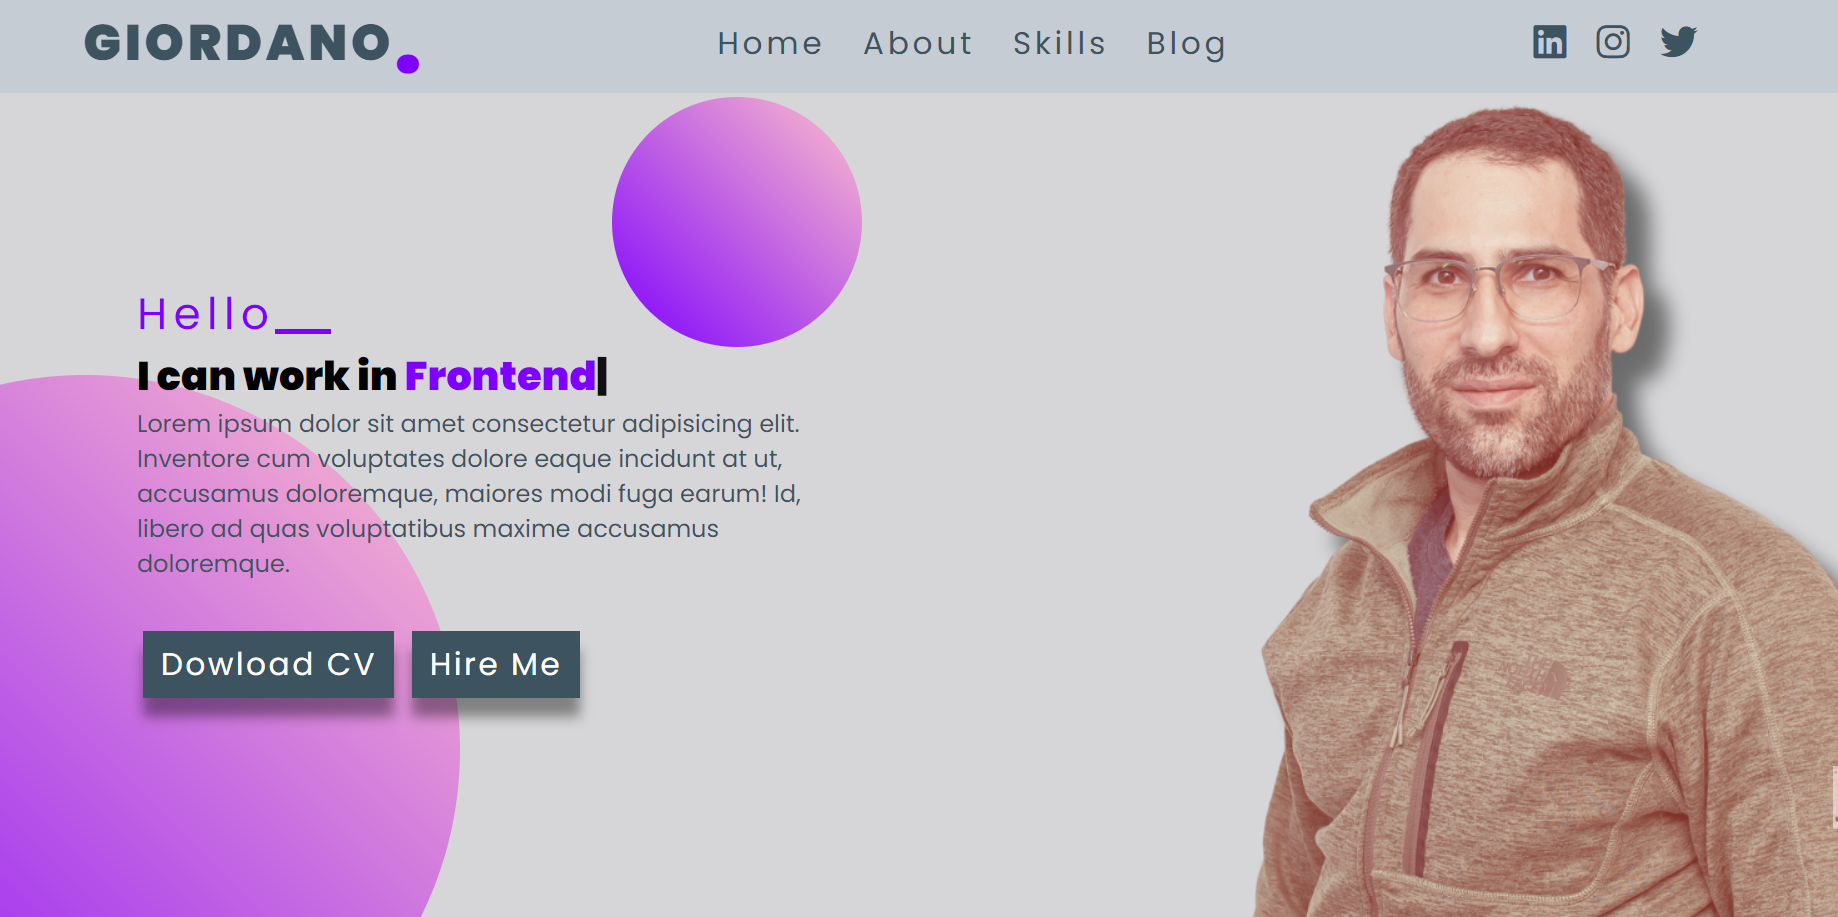 GIORDANO.
Home About Skills Blog
in
Hello__
I can work in Frontend|
Lorem ipsum dolor sit amet consectetur adipisicing elit.
Inventore cum voluptates dolore eaque incidunt at ut,
accusamus doloremque, maiores modi fuga earum! Id,
libero ad quas voluptatibus maxime accusamus
doloremque.
Dowload CV Hire Me